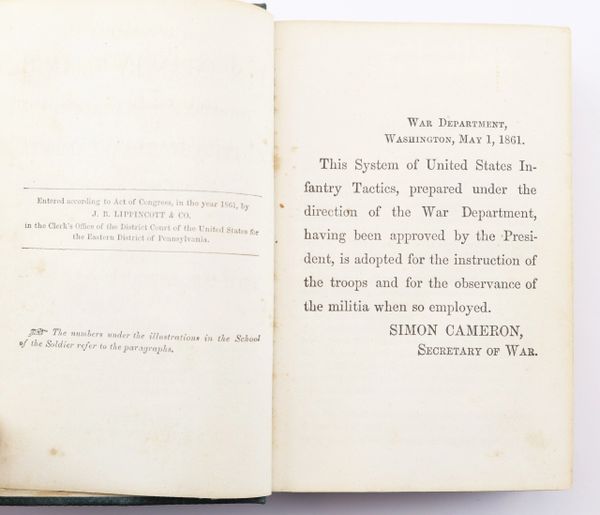 Entered according to Act of Congress, in the year 1861, by
J. B. LIPPINCOTT & CO.
in the Clerk's Office of the District Court of the United States for
the Eastern District of Pennsylvania.
☞ The numbers under the illustrations in the School
of the Soldier refer to the paragraphs.
WAR DEPARTMENT,
WASHINGTON, MAY 1, 1861.
This System of United States In-
fantry Tactics, prepared under the
direction of the War Department,
having been approved by the Presi-
dent, is adopted for the instruction of
the troops and for the observance of
the militia when so employed.
SIMON CAMERON,
SECRETARY OF WAR.